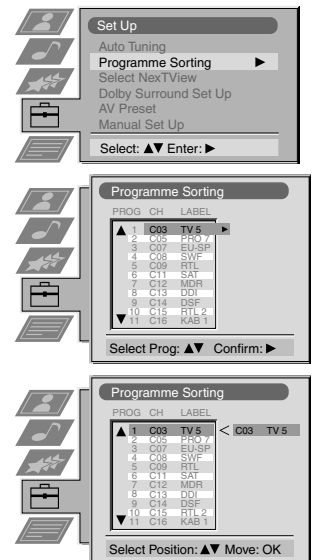 Set Up
Auto Tuning
Programme Sorting ►
Select NexTView
Dolby Surround Set Up
AV Preset
Manual Set Up
Select: ▲▼ Enter: ►
Programme Sorting
PROG CH LABEL
▲ 1 C03 TV 5 ►
2 C05 PRO 7
3 C07 EU-SP
4 C08 SWF
5 C09 RTL
6 C11 SAT
7 C12 MDR
8 C13 DDI
9 C14 DSF
10 C15 RTL 2
▼ 11 C16 KAB 1
Select Prog: ▲▼ Confirm: ►
Programme Sorting
PROG CH LABEL
▲ 1 C03 TV 5 < C03 TV 5
2 C05 PRO 7
3 C07 EU-SP
4 C08 SWF
5 C09 RTL
6 C11 SAT
7 C12 MDR
8 C13 DDI
9 C14 DSF
10 C15 RTL 2
▼ 11 C16 KAB 1
Select Position: ▲▼ Move: OK